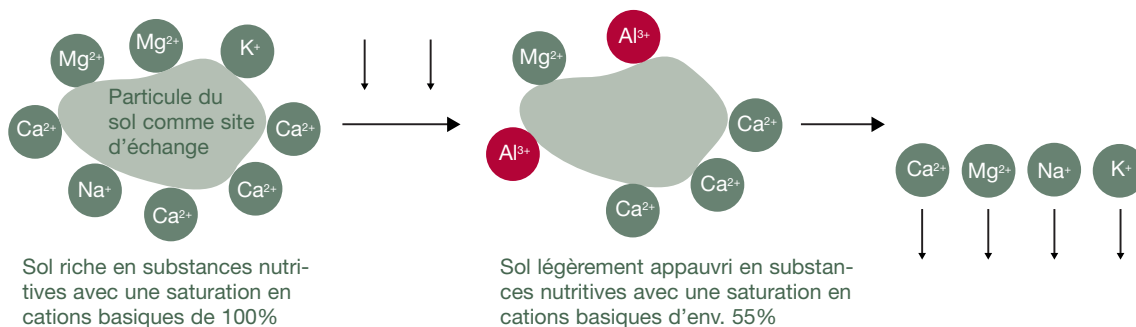 Mg²⁺
Mg²⁺
K⁺
Ca²⁺
Particule du
sol comme site
d'échange
Ca²⁺
Na⁺
Ca²⁺
Ca²⁺
Sol riche en substances nutri-
tives avec une saturation en
cations basiques de 100%
Al³⁺
Mg²⁺
Ca²⁺
Al³⁺
Ca²⁺
Ca²⁺
Sol légèrement appauvri en substan-
ces nutritives avec une saturation en
cations basiques d'env. 55%
Ca²⁺ Mg²⁺ Na⁺ K⁺